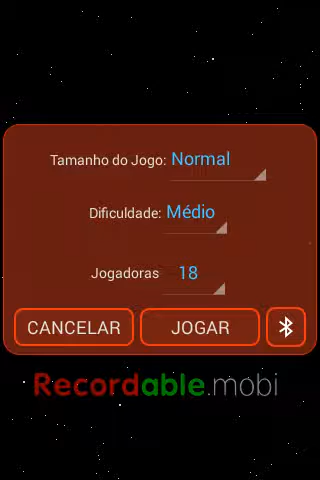 Tamanho do Jogo: Normal
Dificuldade: Médio
Jogadoras 18
CANCELAR JOGAR
Recordable.mobi